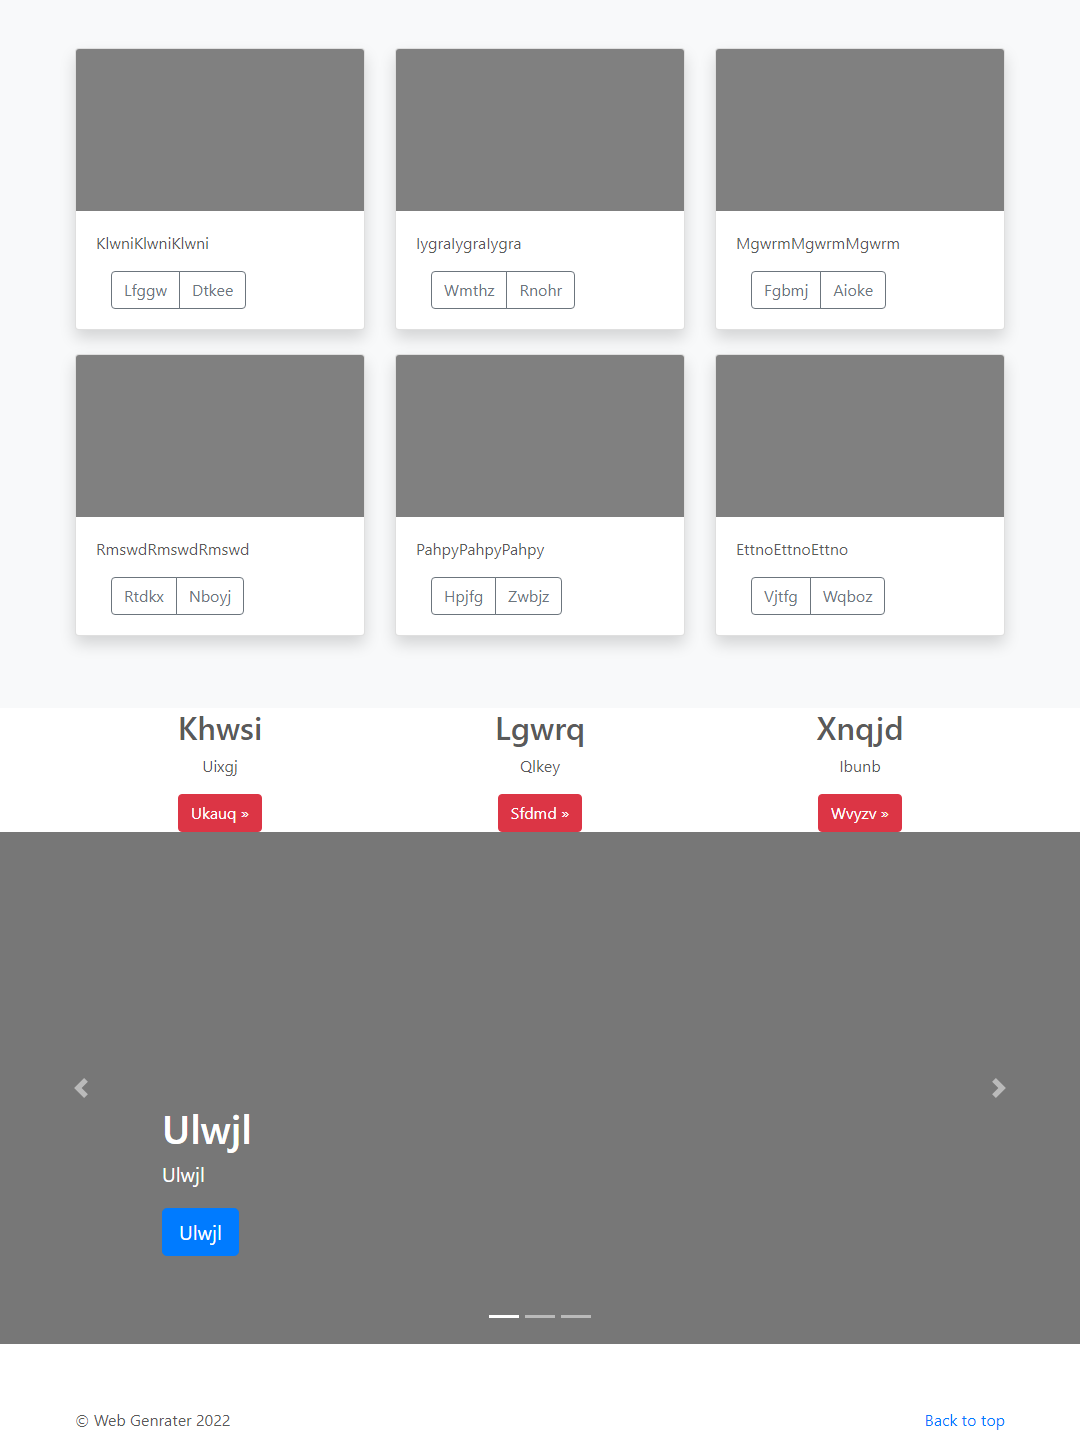 KlwniKlwniKlwni
Lfggw Dtkee
IygraIygraIygra
Wmthz Rnohr
MgwrmMgwrmMgwrm
Fgbmj Aioke
RmswdRmswdRmswd
Rtdkx Nboyj
PahpyPahpyPahpy
Hpjfg Zwbjz
EttnoEttnoEttno
Vjtfg Wqboz
Khwsi
Uixgj
Ukauq »
Lgwrq
Qlkey
Sfdmd »
Xnqjd
Ibunb
Wvyzv »
Ulwjl
Ulwjl
Ulwjl
© Web Genrater 2022
Back to top